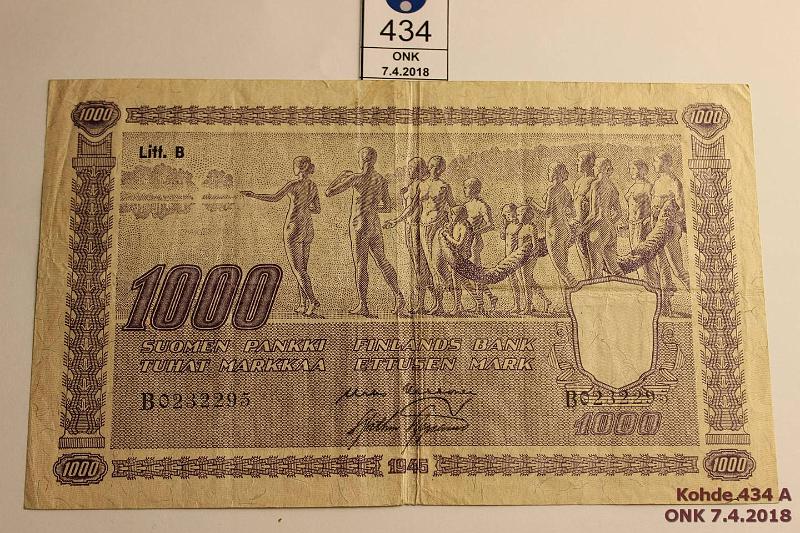 434
ONK
7.4.2018
1000 1000
Litt. B
1000
SUOMEN PANKKI FINLANDS BANK
TUHAT MARKKAA ETTUSEN MARK
B0232295 B0232295
1000
1000 1945 1000
Kohde 434 A
ONK 7.4.2018